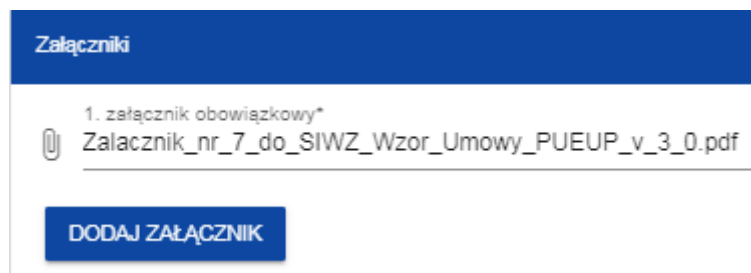 Załączniki
1. załącznik obowiązkowy*
Zalacznik_nr_7_do_SIWZ_Wzor_Umowy_PUEUP_v_3_0.pdf
DODAJ ZAŁĄCZNIK